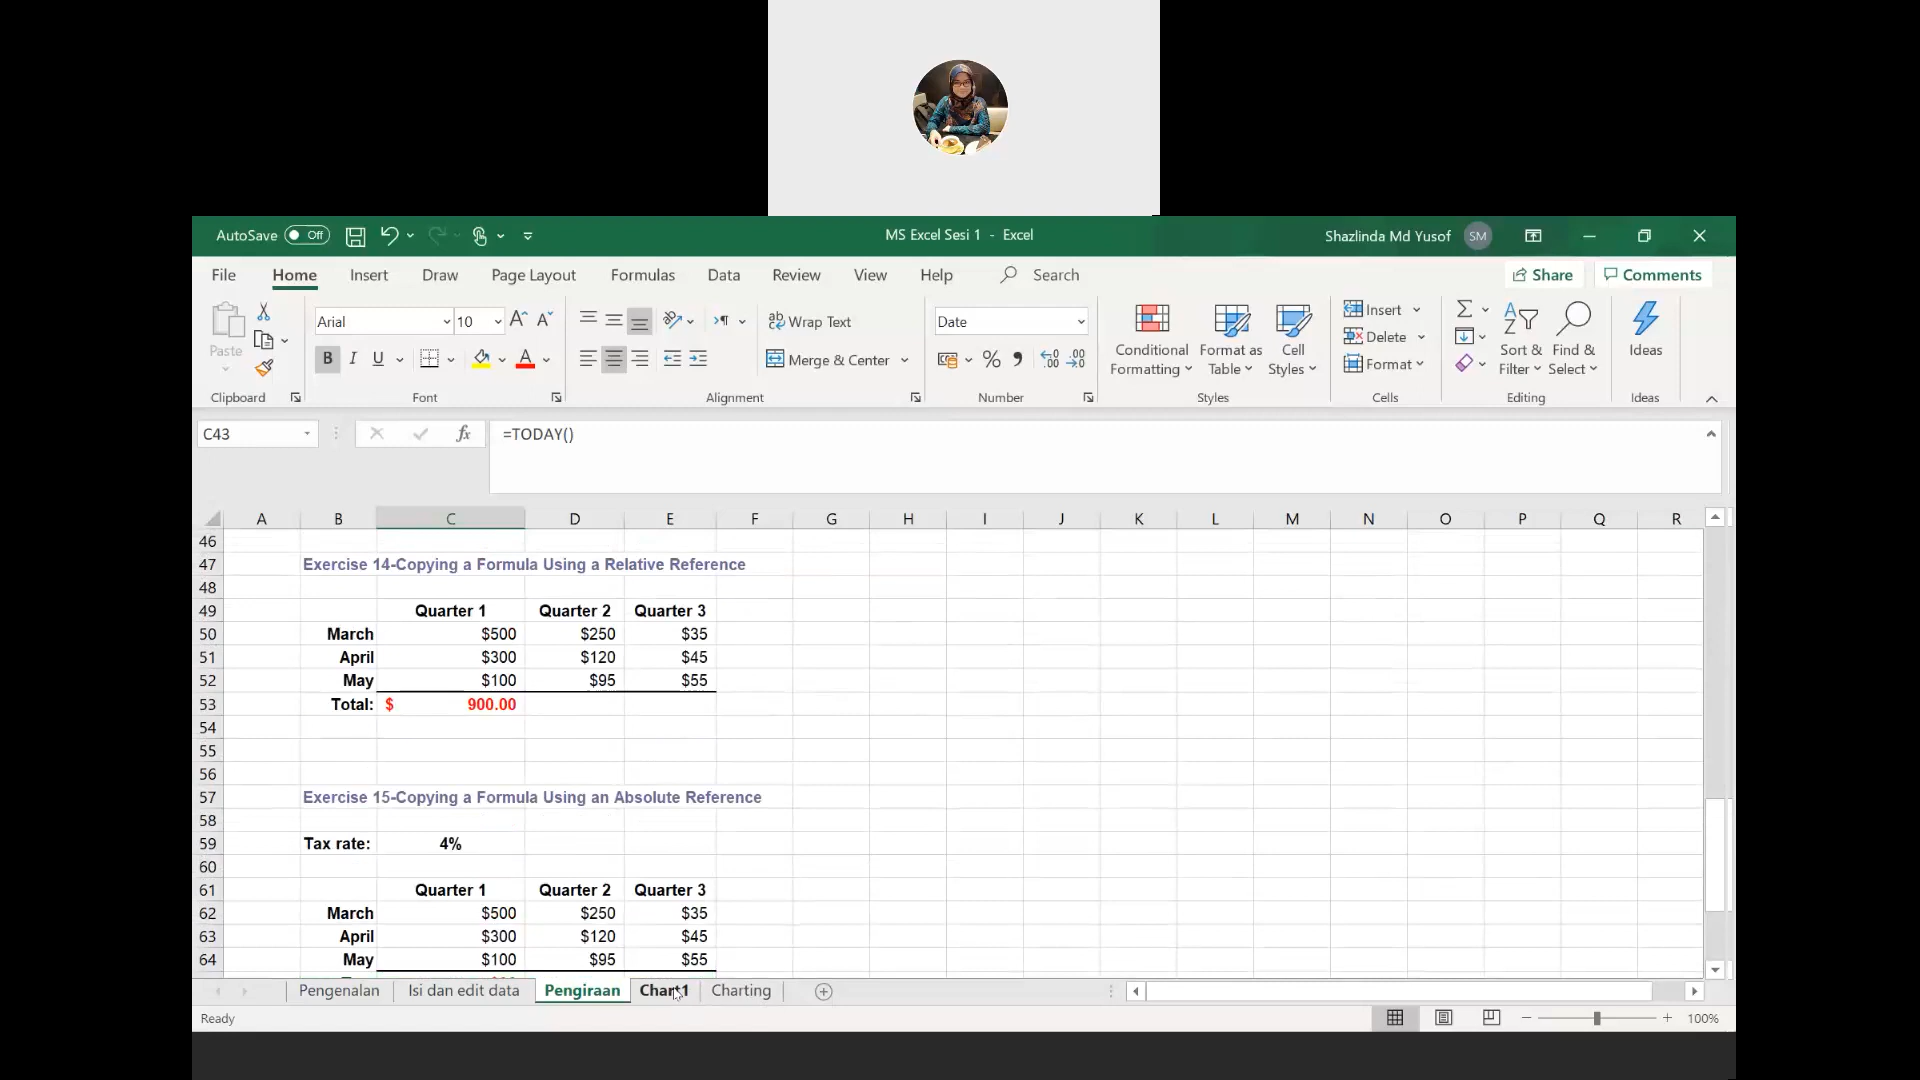 AutoSave Off
MS Excel Sesi 1 - Excel
Shazlinda Md Yusof SM
File Home Insert Draw Page Layout Formulas Data Review View Help Search
Share Comments
Paste
Clipboard
Arial 10
B I U A
Font
ab Wrap Text
Merge & Center
Alignment
Date
% , .00
Number
Conditional Formatting
Format as Table
Cell Styles
Styles
Insert
Delete
Format
Cells
Sort & Filter
Find & Select
Editing
Ideas
Ideas
C43 fx =TODAY()
A B C D E F G H I J K L M N O P Q R
46
47 Exercise 14-Copying a Formula Using a Relative Reference
48
49 Quarter 1 Quarter 2 Quarter 3
50 March $500 $250 $35
51 April $300 $120 $45
52 May $100 $95 $55
53 Total: $ 900.00
54
55
56
57 Exercise 15-Copying a Formula Using an Absolute Reference
58
59 Tax rate: 4%
60
61 Quarter 1 Quarter 2 Quarter 3
62 March $500 $250 $35
63 April $300 $120 $45
64 May $100 $95 $55
Pengenalan Isi dan edit data Pengiraan Chart1 Charting
Ready
100%